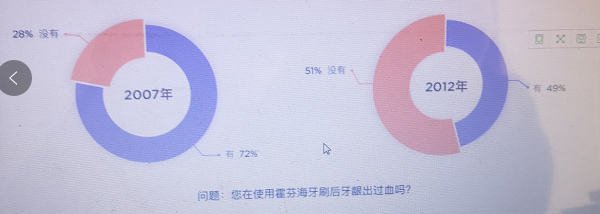 28% 没有
2007年
有 72%
51% 没有
2012年
有 49%
问题：您在使用霍芬海牙刷后牙龈出过血吗?